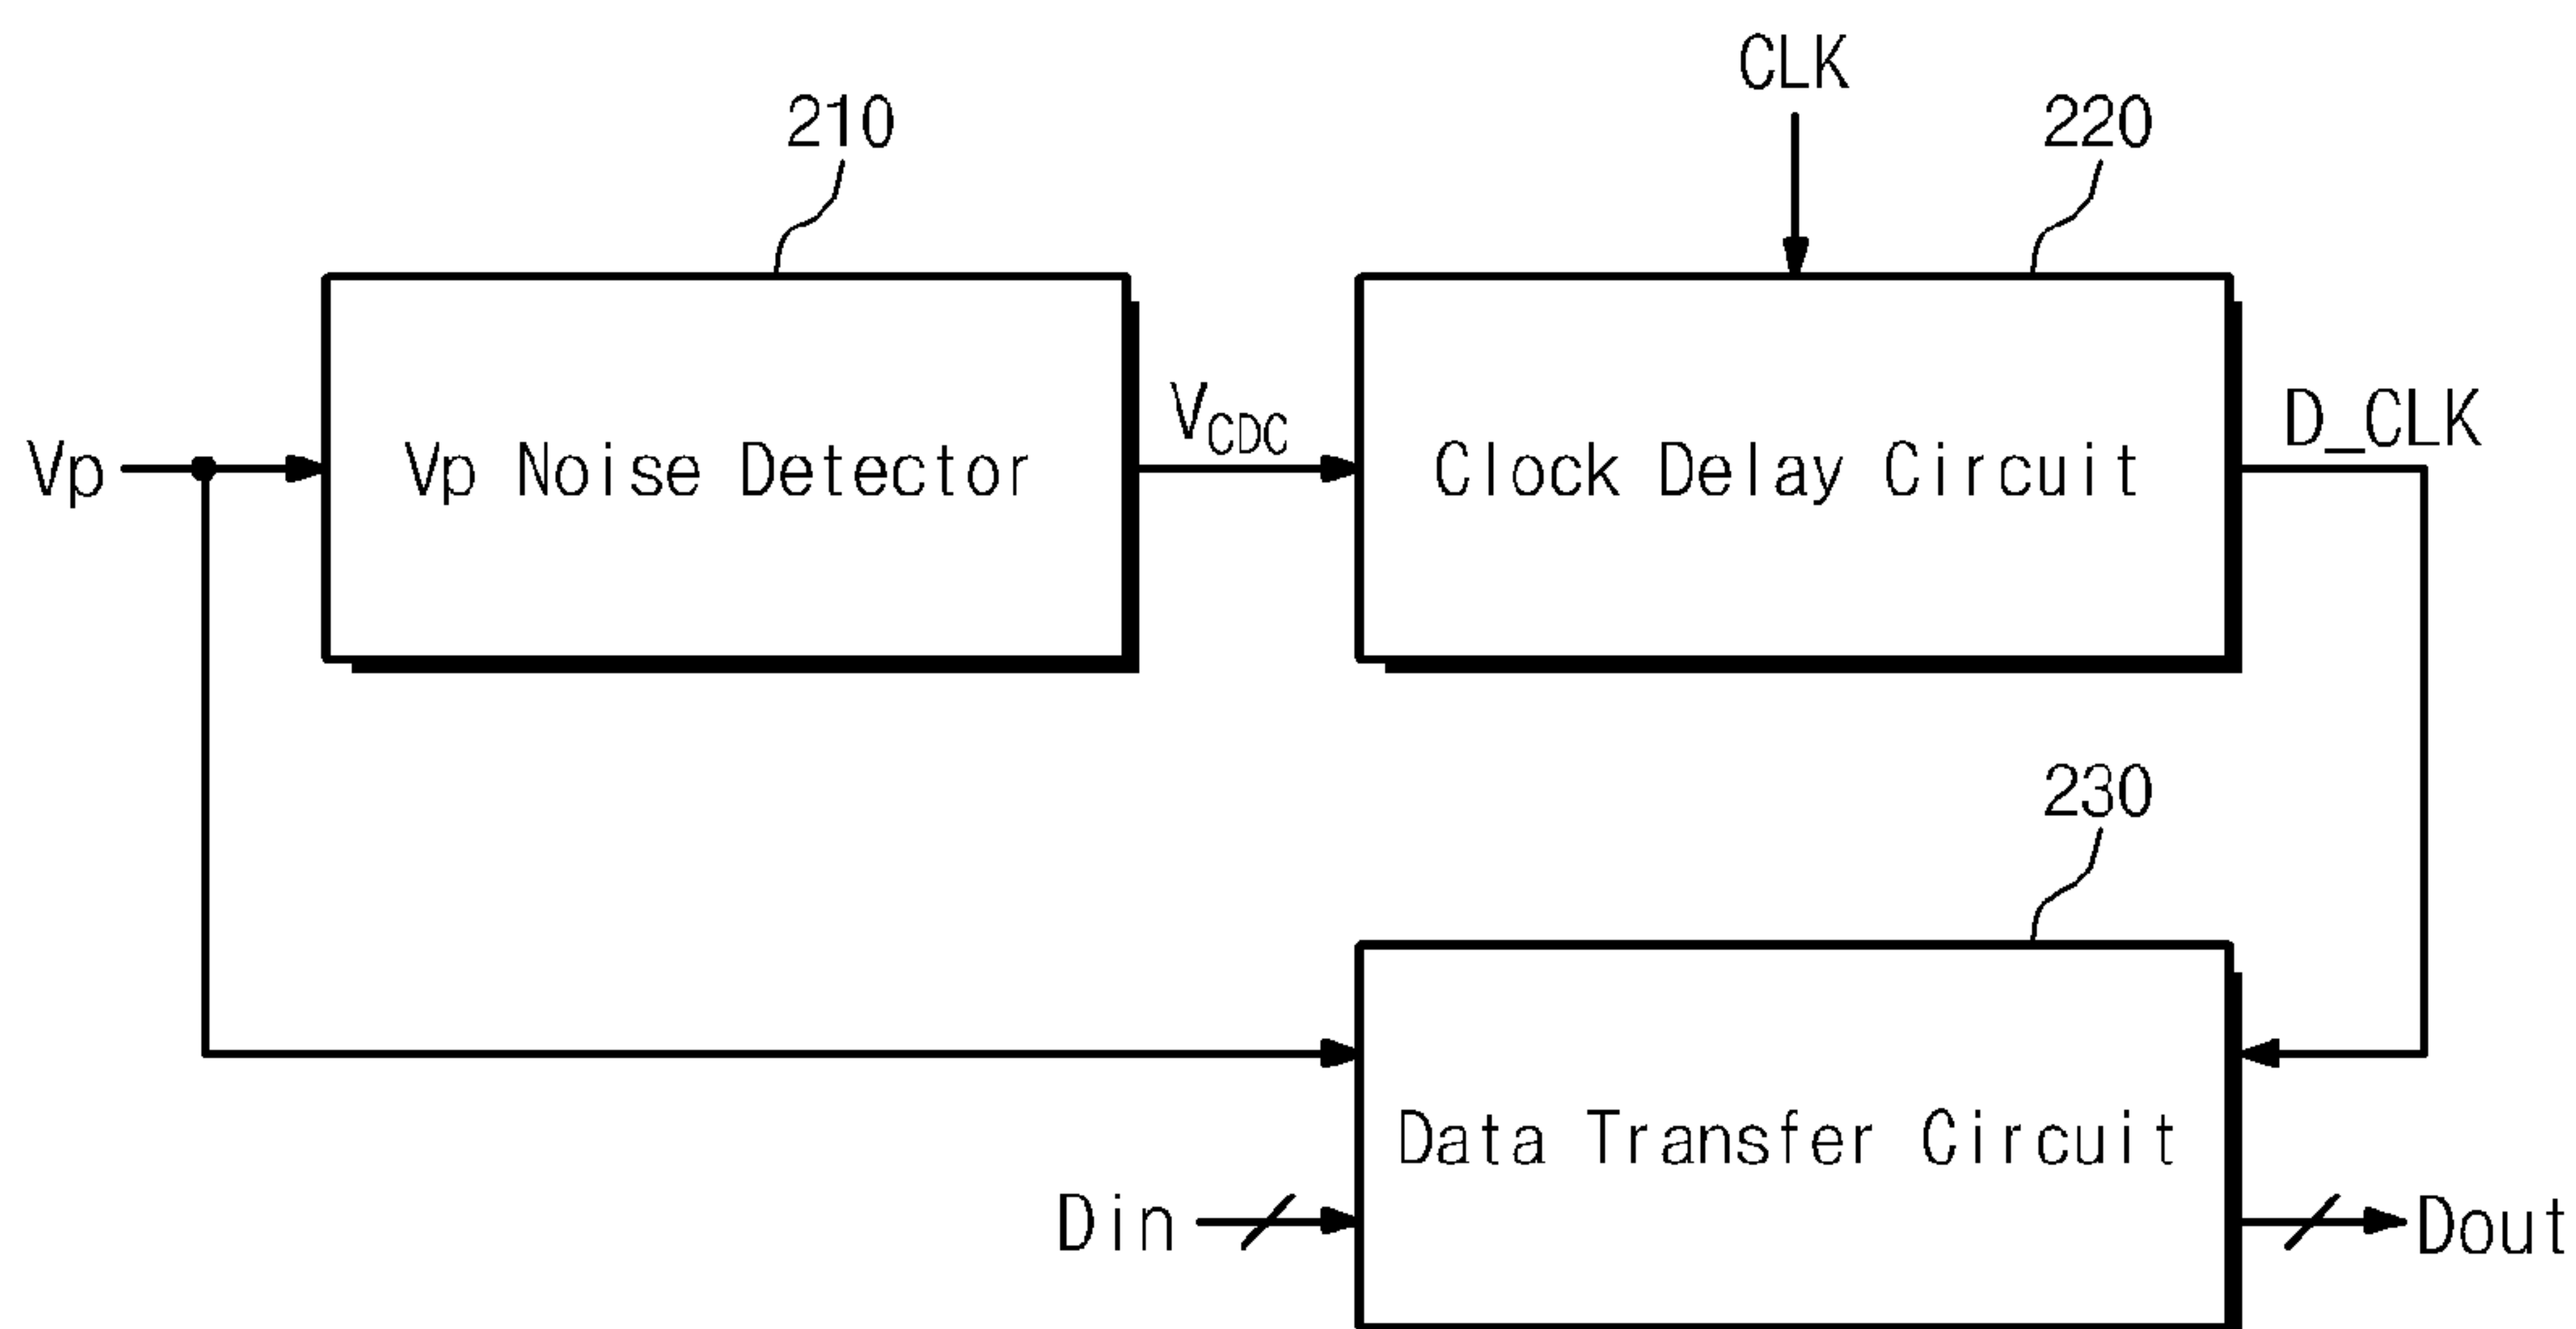 CLK
210
220
Vp
Vp Noise Detector
VCDC
Clock Delay Circuit
D_CLK
230
Data Transfer Circuit
Din
Dout